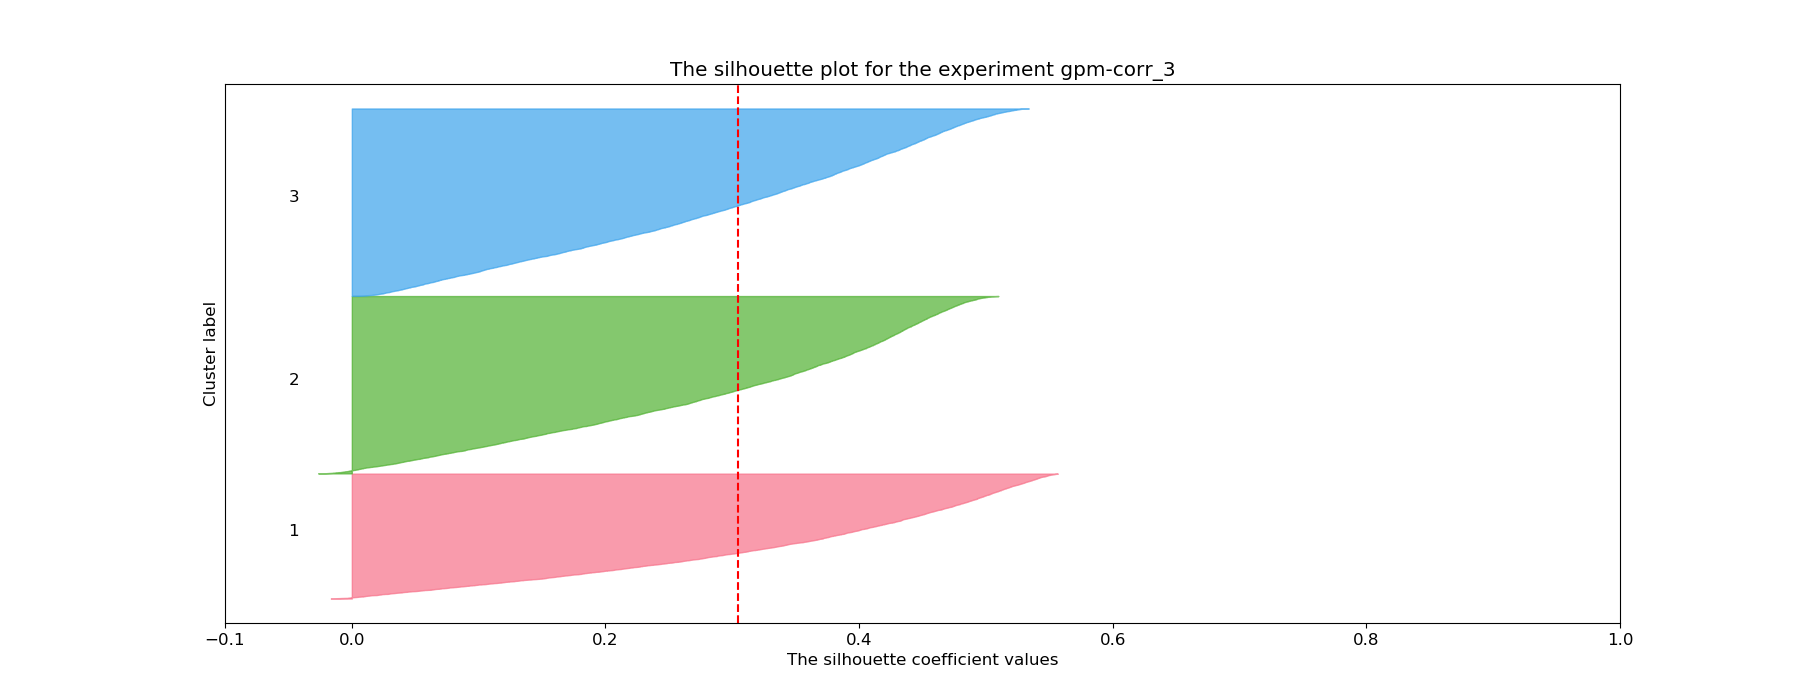 The silhouette plot for the experiment gpm-corr_3
Cluster label
3
2
1
−0.1 0.0 0.2 0.4 0.6 0.8 1.0
The silhouette coefficient values